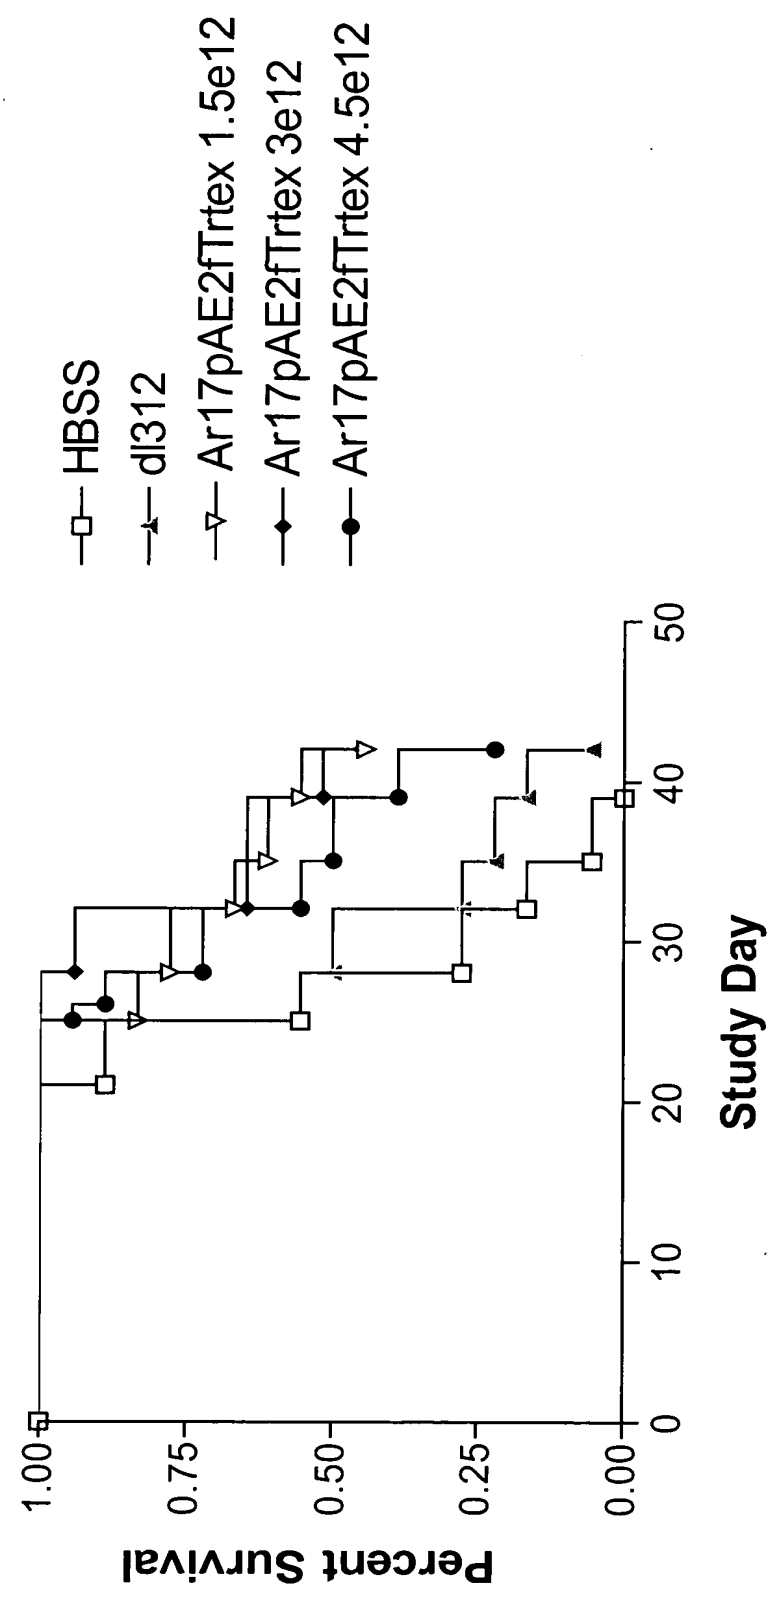 HBSS
dl312
Ar17pAE2fTrtex 1.5e12
Ar17pAE2fTrtex 3e12
Ar17pAE2fTrtex 4.5e12
Percent Survival
1.00
0.75
0.50
0.25
0.00
0 10 20 30 40 50
Study Day